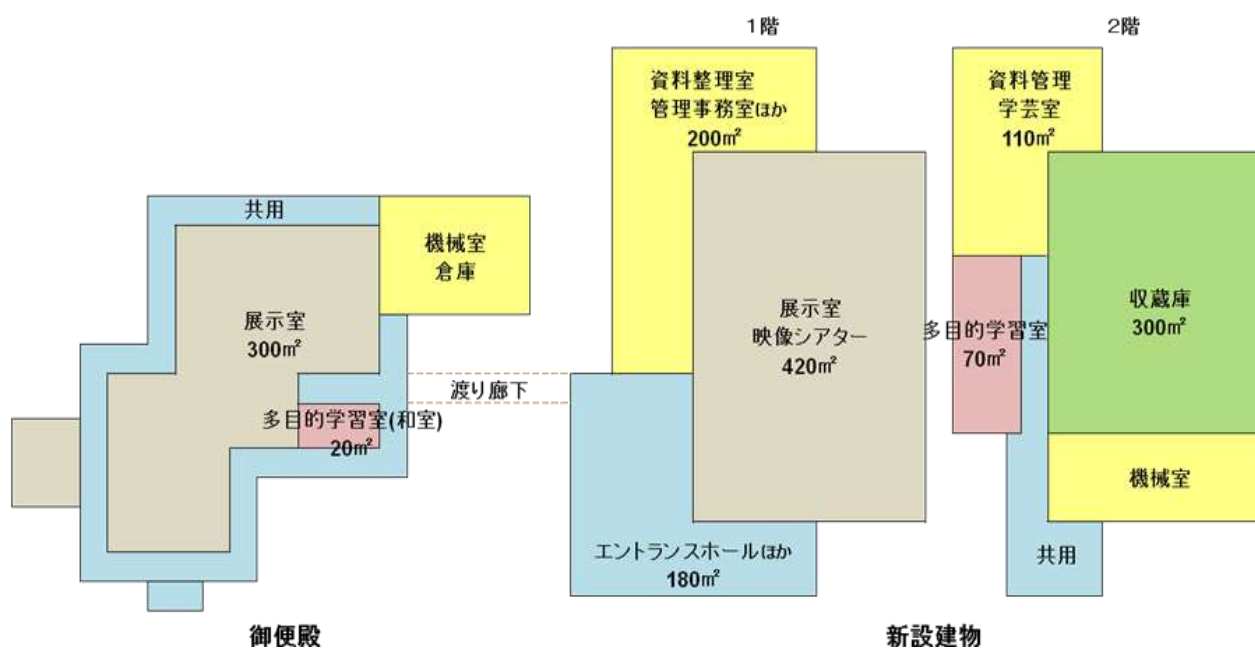 1階
2階
資料整理室
管理事務室ほか
200㎡
資料管理
学芸室
110㎡
共用
機械室
倉庫
展示室
300㎡
展示室
映像シアター
420㎡
収蔵庫
300㎡
多目的学習室
70㎡
渡り廊下
多目的学習室(和室)
20㎡
機械室
エントランスホールほか
180㎡
共用
御便殿
新設建物